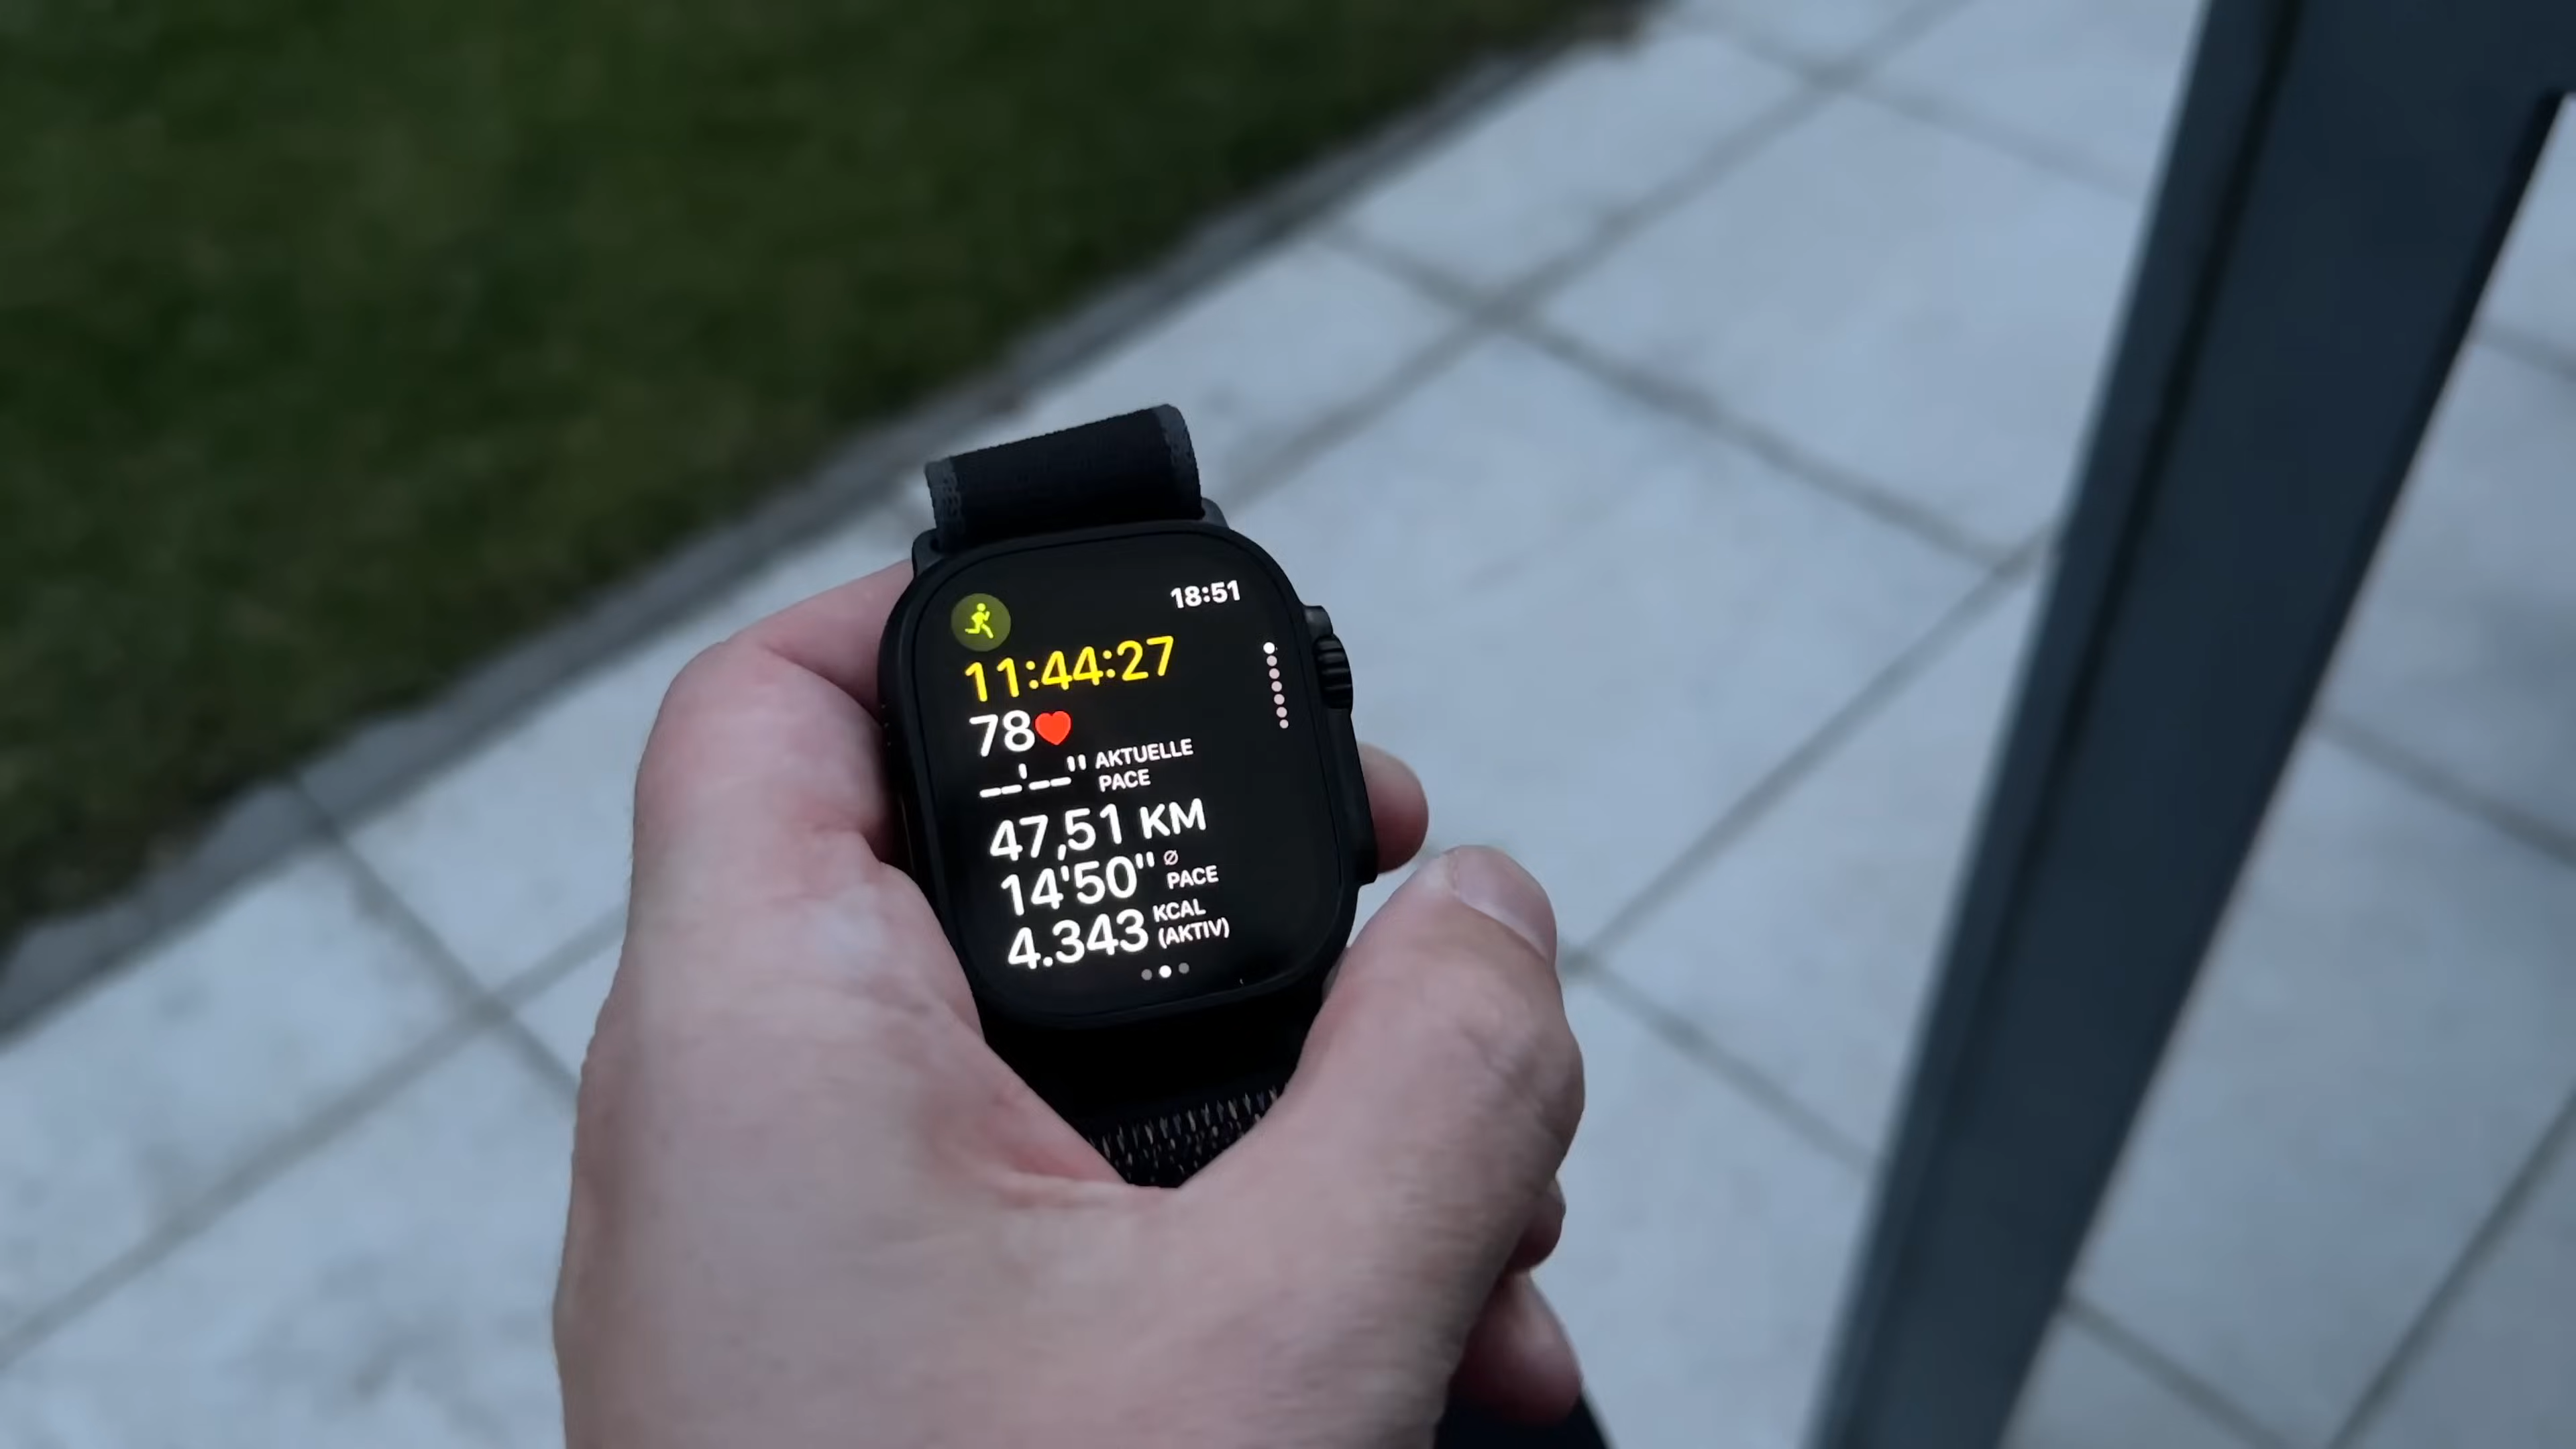 18:51
11:44:27
78
--'--" AKTUELLE
PACE
47,51 KM
14'50" Ø
PACE
4.343 KCAL
(AKTIV)